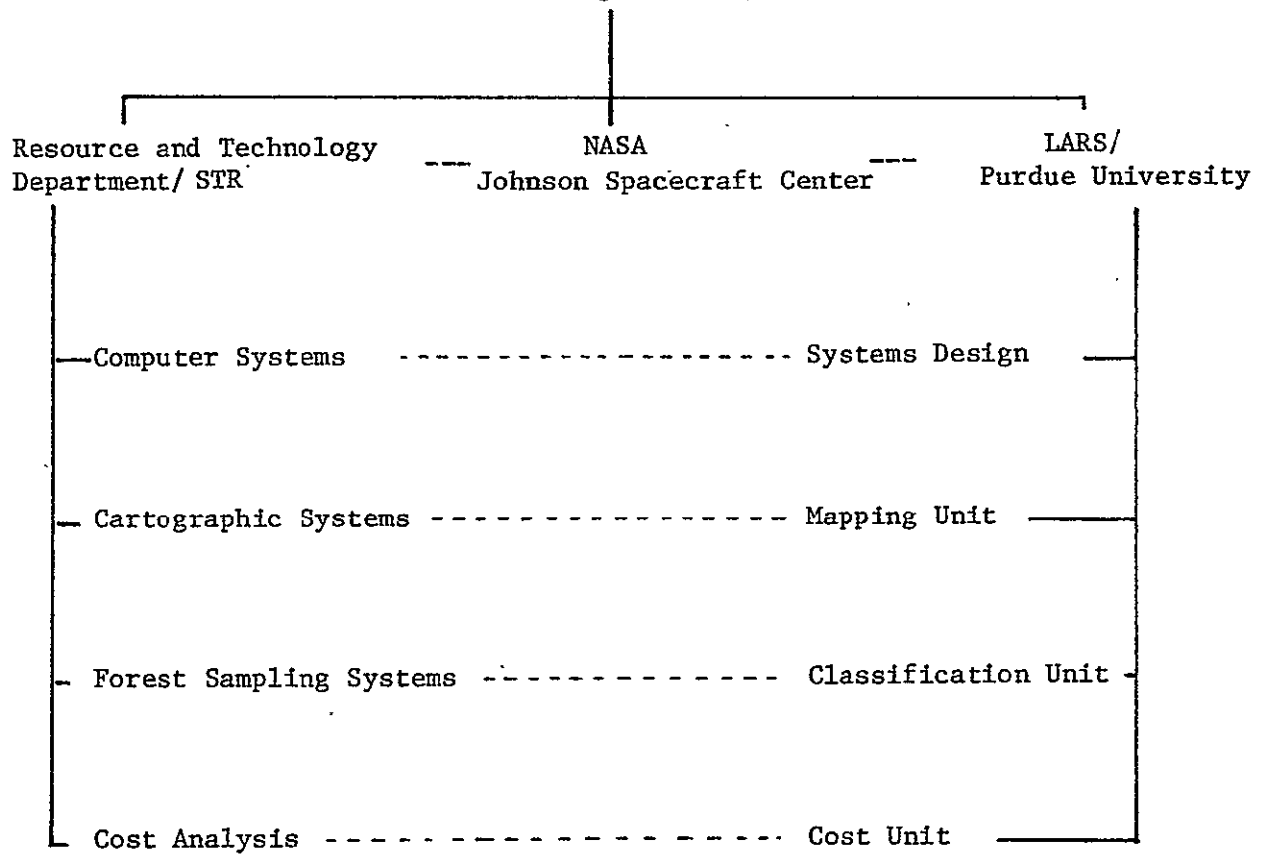 Resource and Technology
Department/ STR
NASA
Johnson Spacecraft Center
LARS/
Purdue University
Computer Systems
Systems Design
Cartographic Systems
Mapping Unit
Forest Sampling Systems
Classification Unit
Cost Analysis
Cost Unit